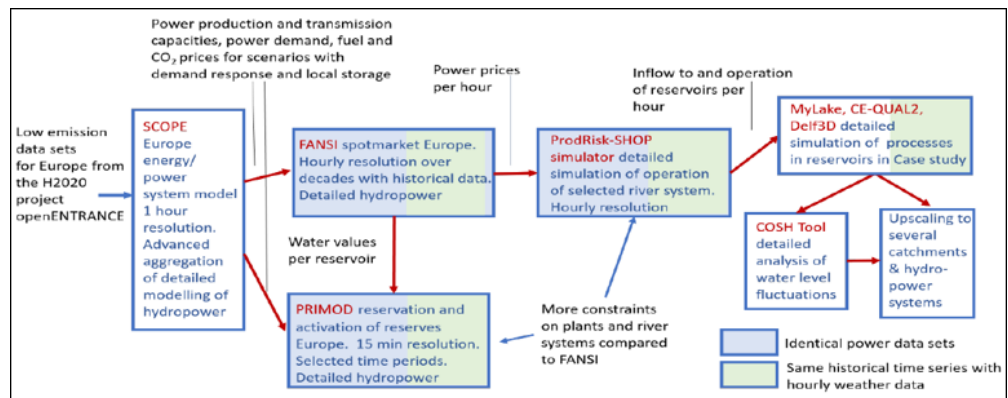 Power production and transmission
capacities, power demand, fuel and
CO₂ prices for scenarios with
demand response and local storage
Power prices
per hour
Inflow to and operation
of reservoirs per
hour
Low emission
data sets
for Europe from
the H2020
project
openENTRANCE
SCOPE
Europe
energy/
power
system model
1 hour
resolution.
Advanced
aggregation
of detailed
modelling of
hydropower
FANSI spotmarket Europe.
Hourly resolution over
decades with historical data.
Detailed hydropower
ProdRisk-SHOP
simulator detailed
simulation of operation
of selected river system.
Hourly resolution
MyLake, CE-QUAL2,
Delf3D detailed
simulation of processes
in reservoirs in Case study
Water values
per reservoir
COSH Tool
detailed
analysis of
water level
fluctuations
Upscaling to
several
catchments
& hydro-
power
systems
PRIMOD reservation and
activation of reserves
Europe. 15 min resolution.
Selected time periods.
Detailed hydropower
More constraints
on plants and river
systems compared
to FANSI
Identical power data sets
Same historical time series with
hourly weather data